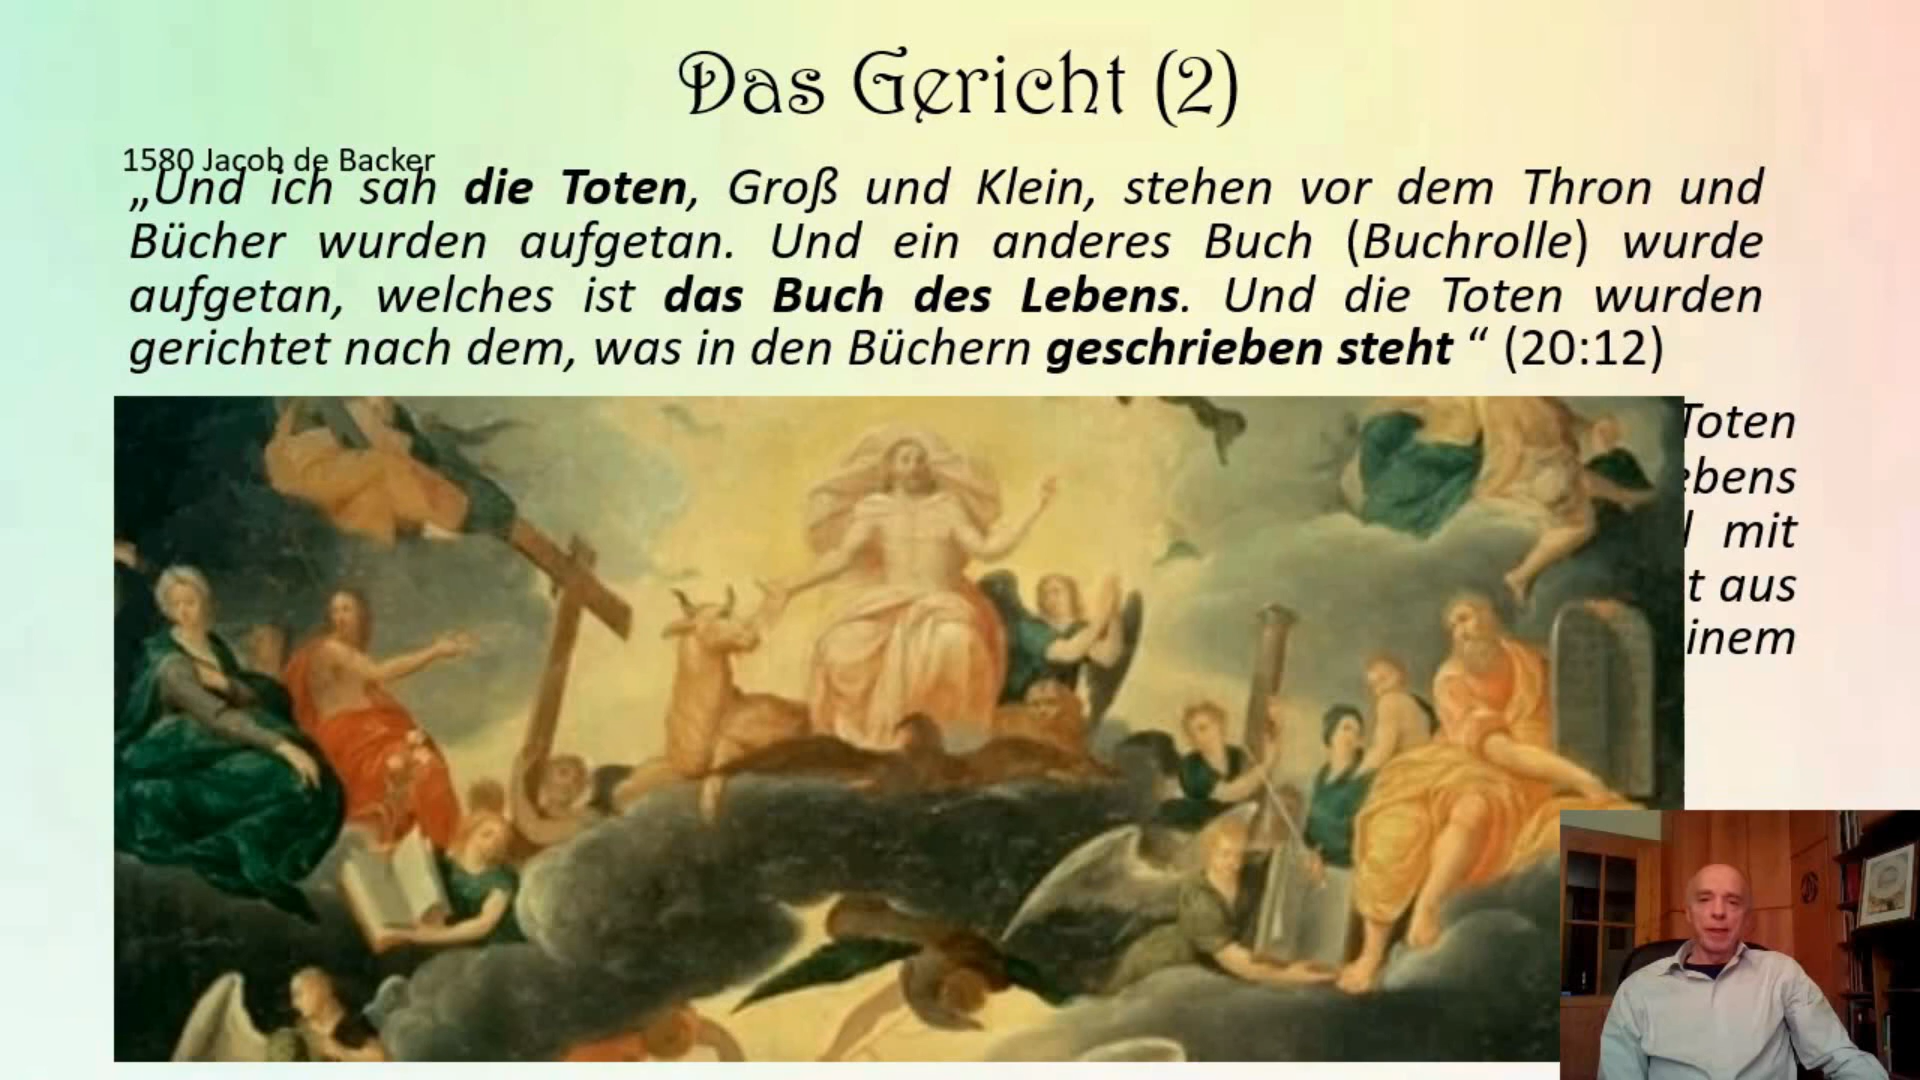 Das Gericht (2)
1580 Jacob de Backer
„Und ich sah die Toten, Groß und Klein, stehen vor dem Thron und
Bücher wurden aufgetan. Und ein anderes Buch (Buchrolle) wurde
aufgetan, welches ist das Buch des Lebens. Und die Toten wurden
gerichtet nach dem, was in den Büchern geschrieben steht “ (20:12)
Toten
ebens
mit
t aus
inem